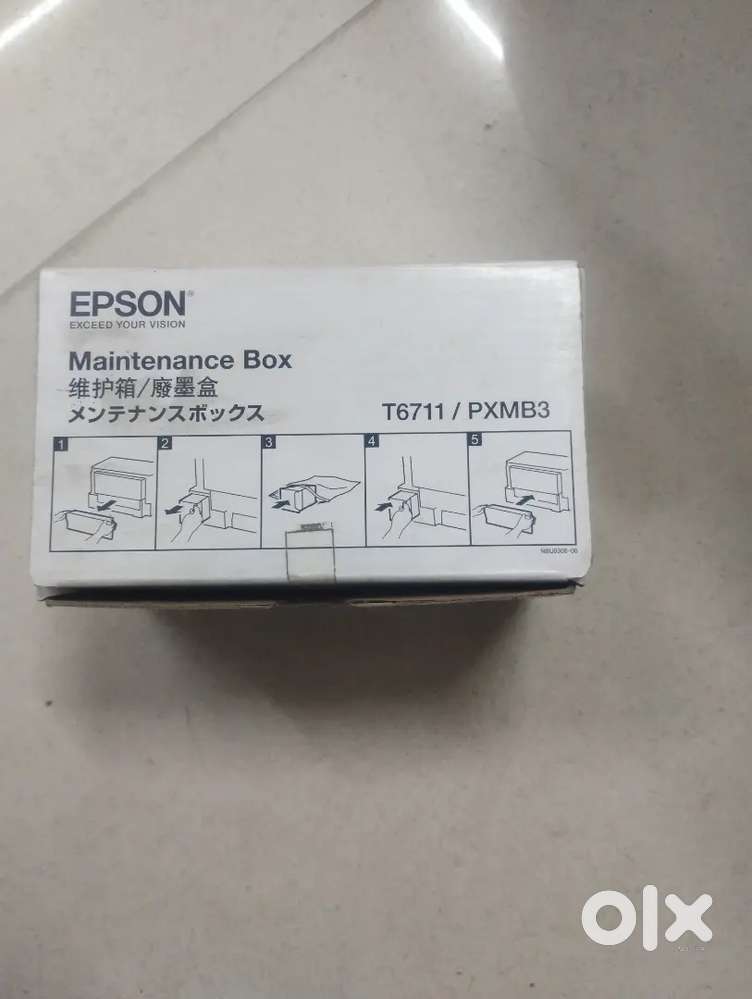 EPSON®
EXCEED YOUR VISION
Maintenance Box
维护箱/廢墨盒
メンテナンスボックス
T6711 / PXMB3
1 2 3 4 5
olx